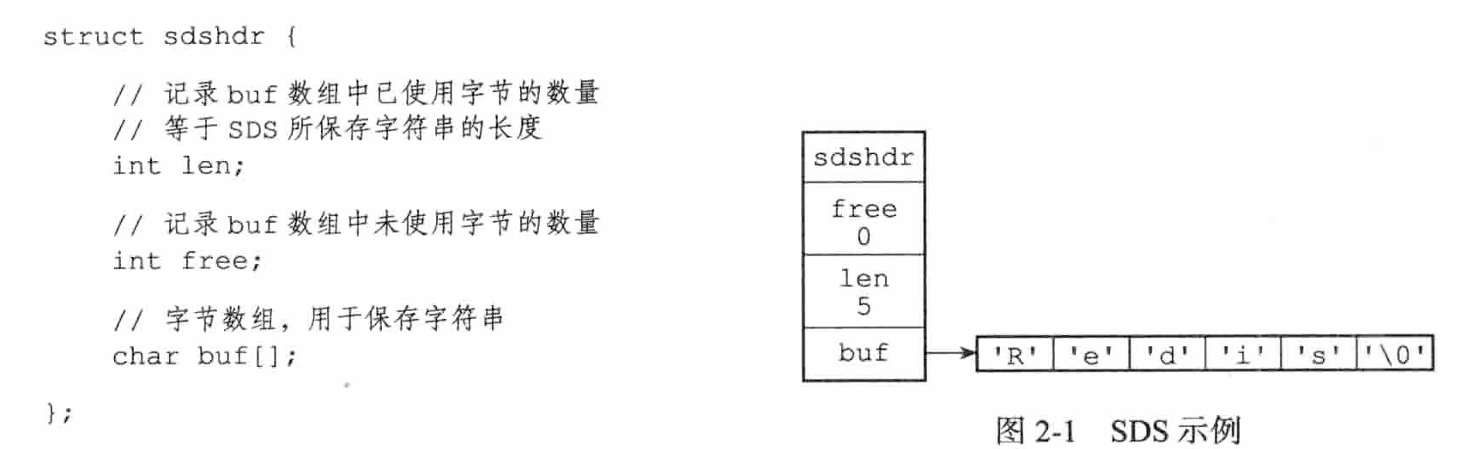 struct sdshdr {
// 记录 buf 数组中已使用字节的数量
// 等于 SDS 所保存字符串的长度
int len;
// 记录 buf 数组中未使用字节的数量
int free;
// 字节数组，用于保存字符串
char buf[];
};
sdshdr
free
0
len
5
buf
'R' 'e' 'd' 'i' 's' '\0'
图 2-1 SDS 示例